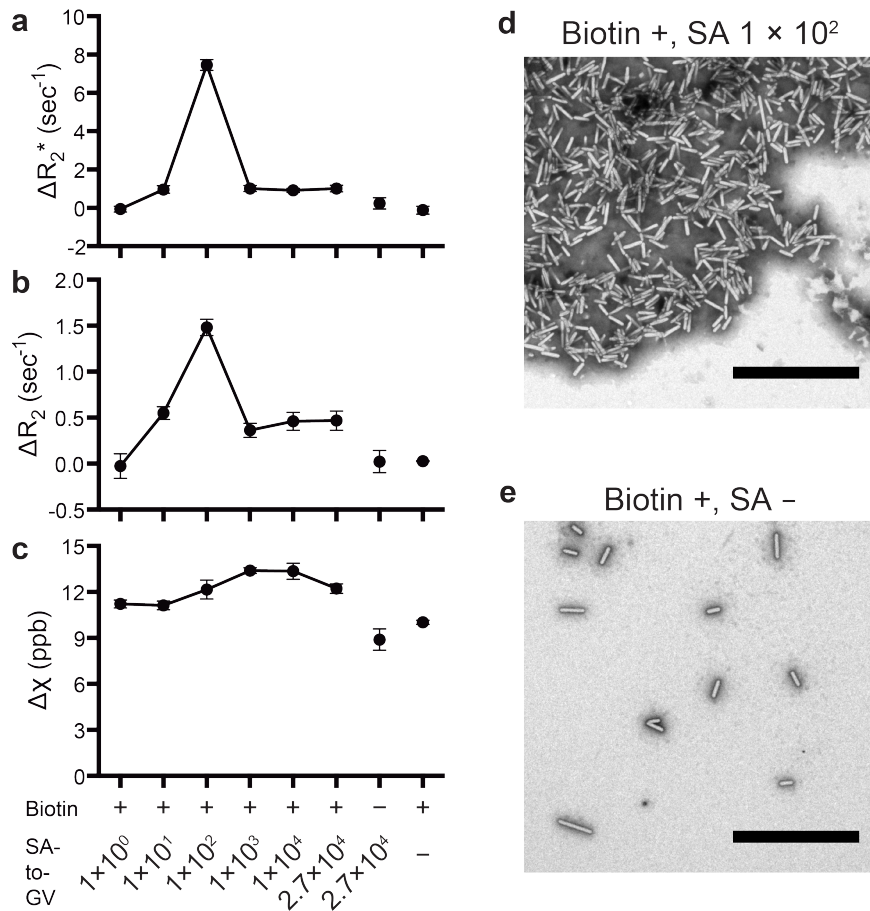 a
ΔR₂* (sec⁻¹)
10
8
6
4
2
0
-2
b
ΔR₂ (sec⁻¹)
2.0
1.5
1.0
0.5
0.0
-0.5
c
Δχ (ppb)
15
12
9
6
3
0
Biotin + + + + + + – +
SA-to-GV
1×10⁰ 1×10¹ 1×10² 1×10³ 1×10⁴ 2.7×10⁴ 2.7×10⁴ –
d
Biotin +, SA 1 × 10²
e
Biotin +, SA –